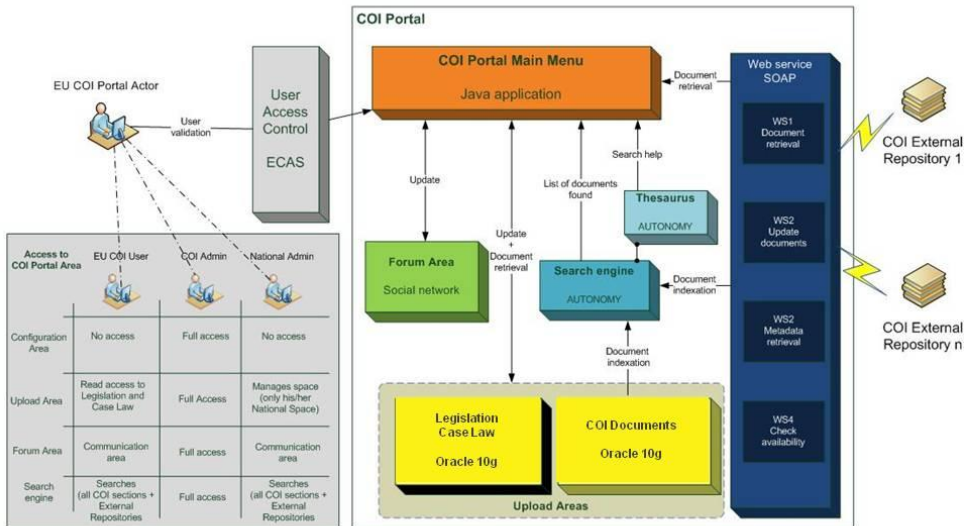 COI Portal
COI Portal Main Menu
Java application
EU COI Portal Actor
User
validation
User
Access
Control
ECAS
Document
retrieval
Web service
SOAP
WS1
Document
retrieval
WS2
Update
documents
WS2
Metadata
retrieval
WS4
Check
availability
COI External
Repository 1
COI External
Repository n
Update
Update
+
Document
retrieval
List of documents
found
Search help
Thesaurus
AUTONOMY
Forum Area
Social network
Search engine
AUTONOMY
Document
indexation
Document
indexation
Legislation
Case Law
Oracle 10g
COI Documents
Oracle 10g
Upload Areas
Access to
COI Portal Area
EU COI User
COI Admin
National Admin
Configuration
Area
No access
Full access
No access
Upload Area
Read access to
Legislation and
Case Law
Full Access
Manages space
(only his/her
National Space)
Forum Area
Communication
area
Full access
Communication
area
Search
engine
Searches
(all COI sections +
External
Repositories
Full access
Searches
(all COI sections +
External
Repositories)